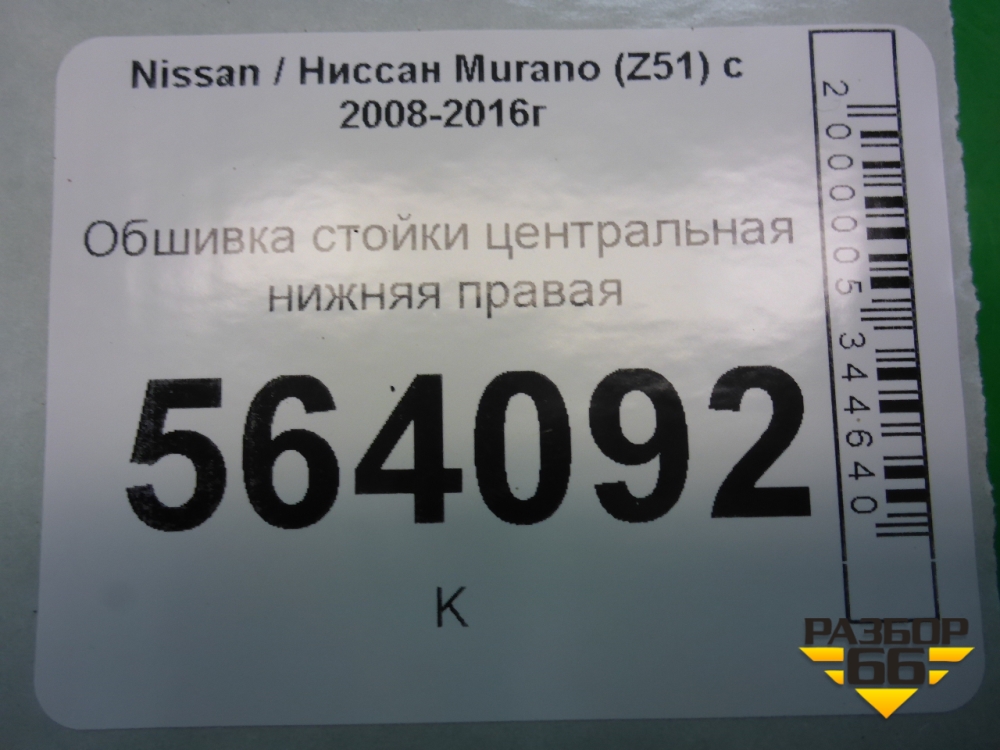 Nissan / Ниссан Murano (Z51) с
2008-2016г
Обшивка стойки центральная
нижняя правая
564092
К
2000005344640
РАЗБОР
66